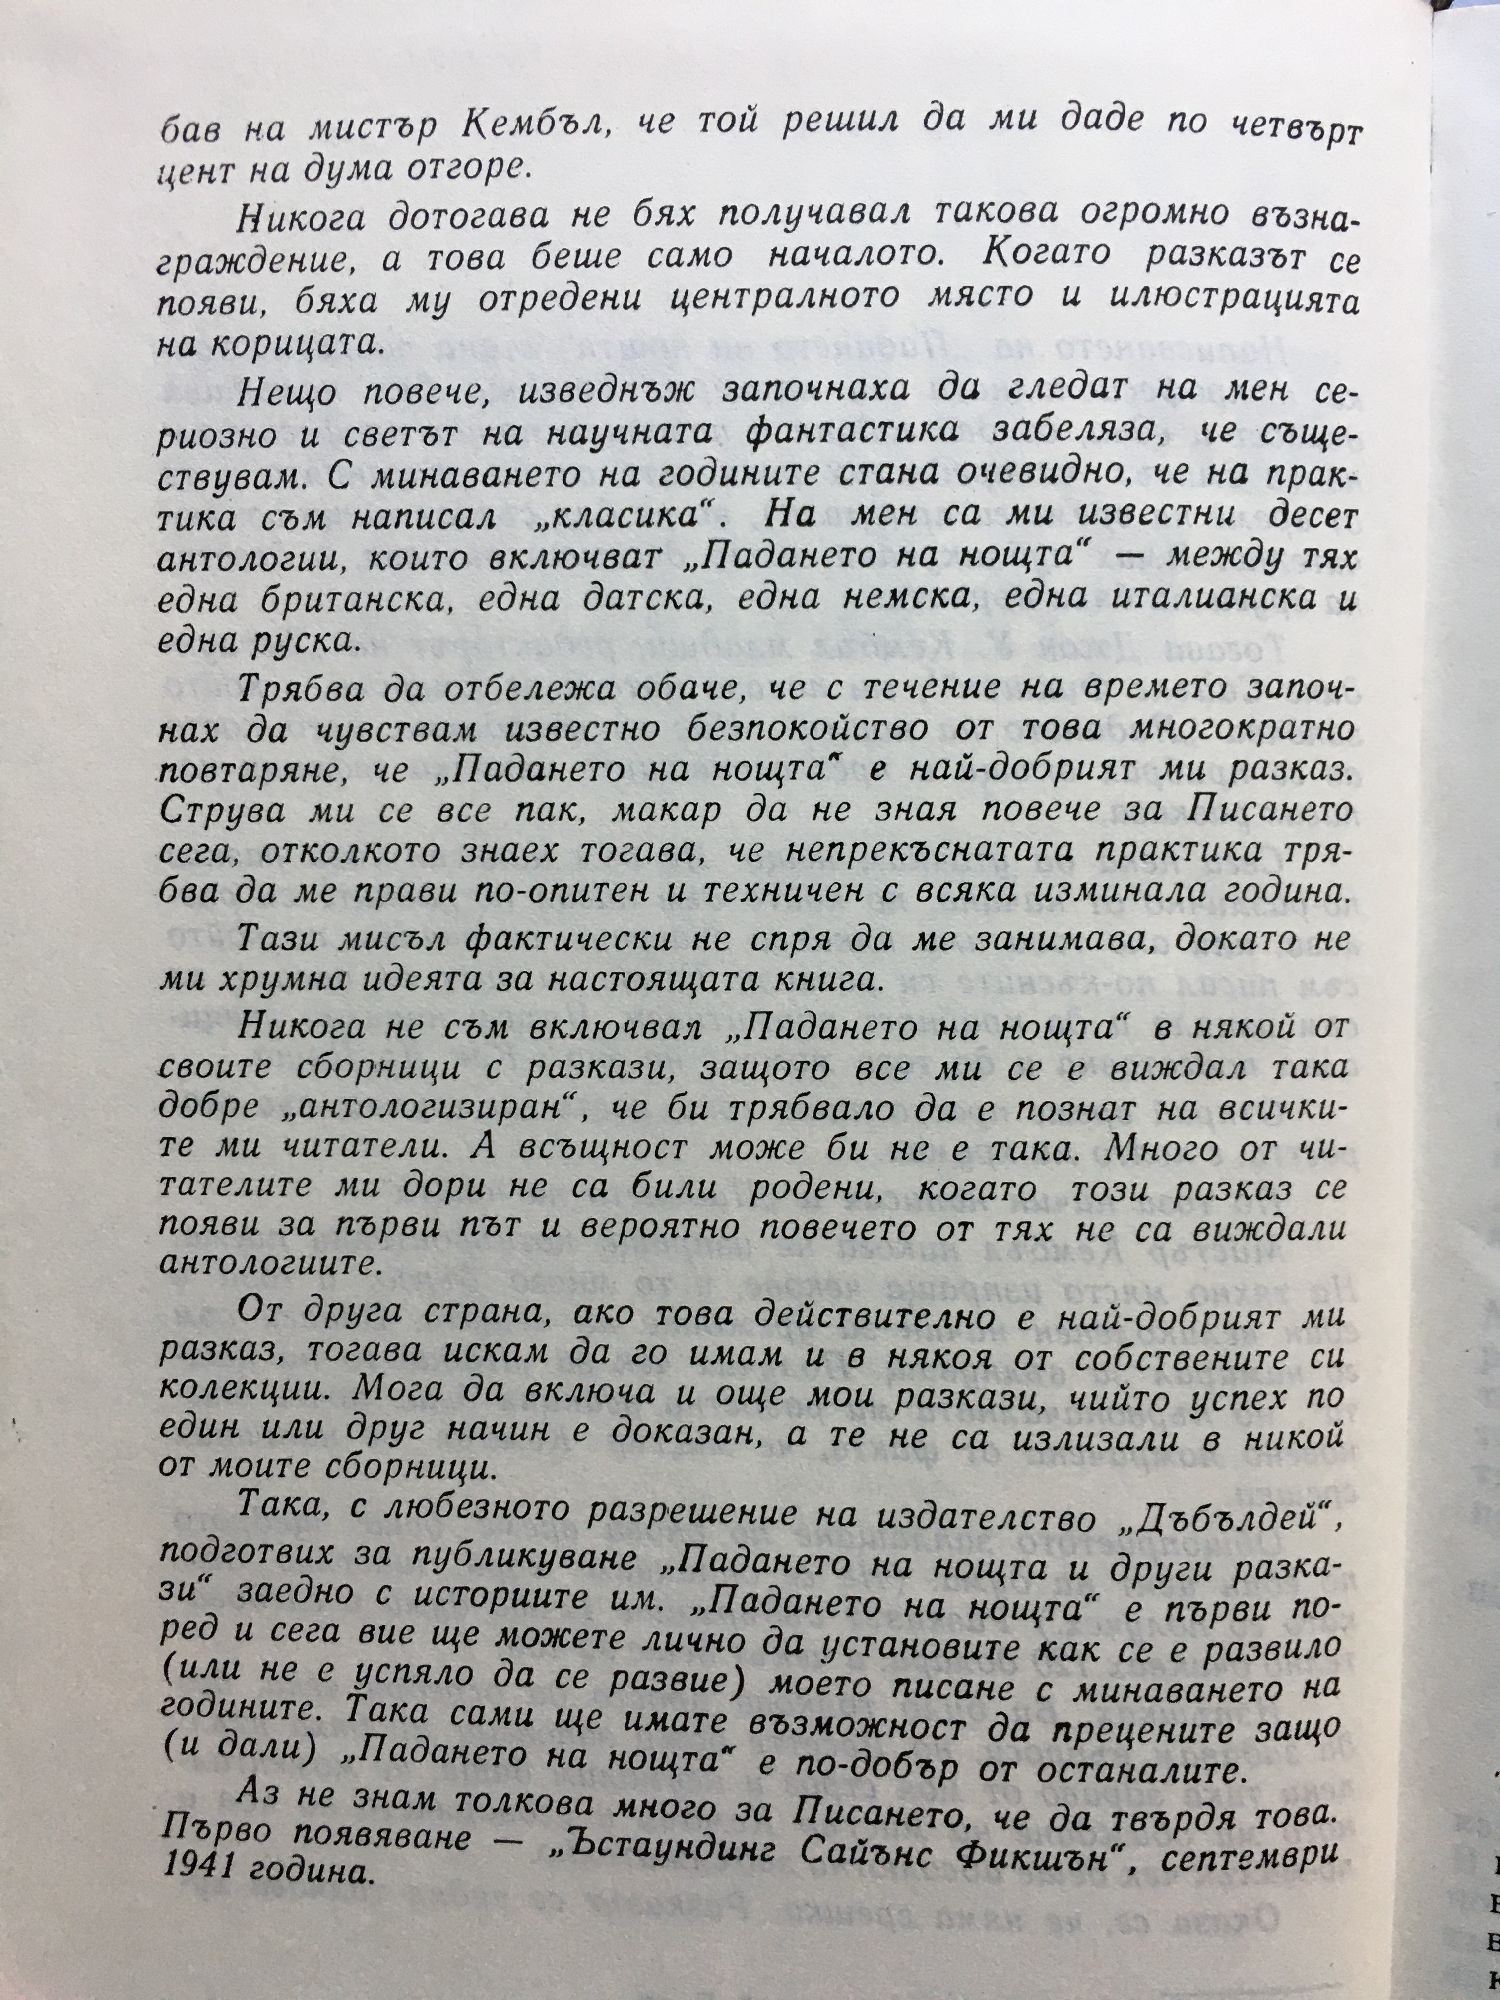 бав на мистър Кембъл, че той решил да ми даде по четвърт
цент на дума отгоре.
Никога дотогава не бях получавал такова огромно възна-
граждение, а това беше само началото. Когато разказът се
появи, бяха му отредени централното място и илюстрацията
на корицата.
Нещо повече, изведнъж започнаха да гледат на мен се-
риозно и светът на научната фантастика забеляза, че съще-
ствувам. С минаването на годините стана очевидно, че на прак-
тика съм написал „класика“. На мен са ми известни десет
антологии, които включват „Падането на нощта“ — между тях
една британска, една датска, една немска, една италианска и
една руска.
Трябва да отбележа обаче, че с течение на времето започ-
нах да чувствам известно безпокойство от това многократно
повтаряне, че „Падането на нощта“ е най-добрият ми разказ.
Струва ми се все пак, макар да не зная повече за Писането
сега, отколкото знаех тогава, че непрекъснатата практика тря-
бва да ме прави по-опитен и техничен с всяка изминала година.
Тази мисъл фактически не спря да ме занимава, докато не
ми хрумна идеята за настоящата книга.
Никога не съм включвал „Падането на нощта“ в някой от
своите сборници с разкази, защото все ми се е виждал така
добре „антологизиран“, че би трябвало да е познат на всички-
те ми читатели. А всъщност може би не е така. Много от чи-
тателите ми дори не са били родени, когато този разказ се
появи за първи път и вероятно повечето от тях не са виждали
антологиите.
От друга страна, ако това действително е най-добрият ми
разказ, тогава искам да го имам и в някоя от собствените си
колекции. Мога да включа и още мои разкази, чийто успех по
един или друг начин е доказан, а те не са излизали в никой
от моите сборници.
Така, с любезното разрешение на издателство „Дъбълдей“,
подготвих за публикуване „Падането на нощта и други разка-
зи“ заедно с историите им. „Падането на нощта“ е първи по-
ред и сега вие ще можете лично да установите как се е развило
(или не е успяло да се развие) моето писане с минаването на
годините. Така сами ще имате възможност да прецените защо
(и дали) „Падането на нощта“ е по-добър от останалите.
Аз не знам толкова много за Писането, че да твърдя това.
Първо появяване — „Ъстаундинг Сайънс Фикшън“, септември
1941 година.